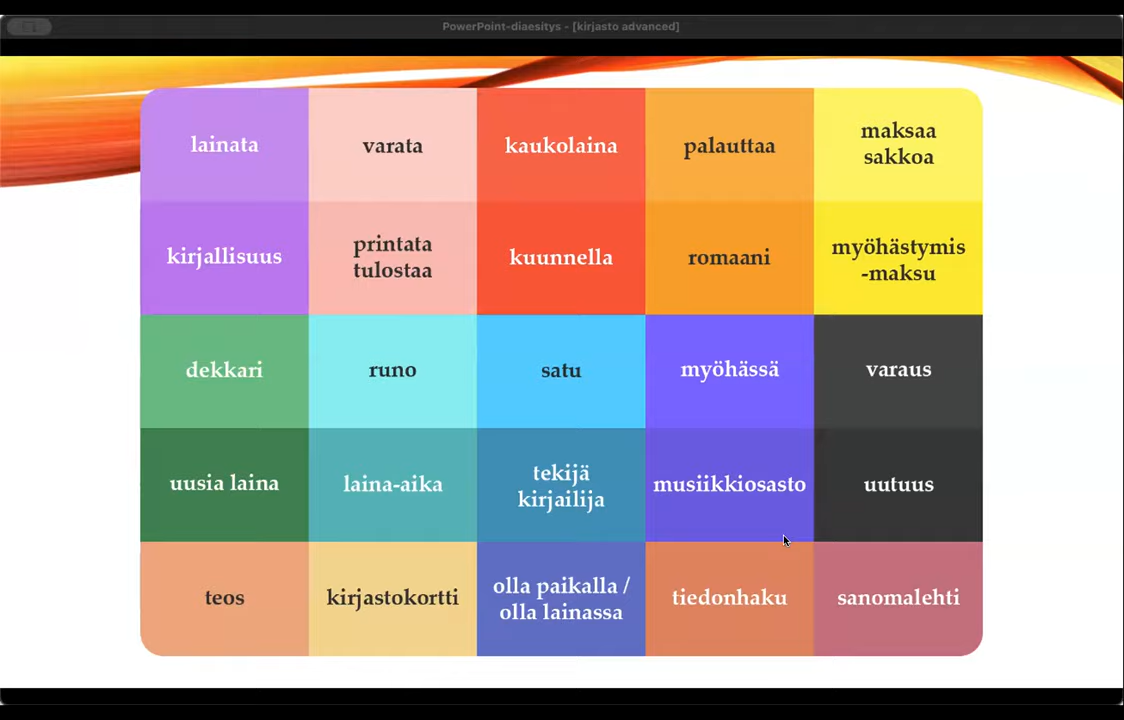 PowerPoint-diaesitys - [kirjasto advanced]
lainata
varata
kaukolaina
palauttaa
maksaa
sakkoa
kirjallisuus
printata
tulostaa
kuunnella
romaani
myöhästymis
-maksu
dekkari
runo
satu
myöhässä
varaus
uusia laina
laina-aika
tekijä
kirjailija
musiikkiosasto
uutuus
teos
kirjastokortti
olla paikalla /
olla lainassa
tiedonhaku
sanomalehti